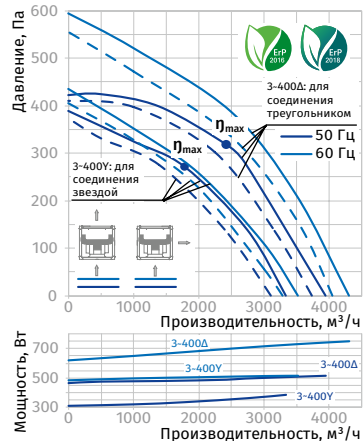 Давление, Па
600
500
400
300
200
100
0
ErP
2016
ErP
2018
3-400Δ: для
соединения
треугольником
50 Гц
60 Гц
ηmax
ηmax
3-400Y: для
соединения
звездой
0 1000 2000 3000 4000
Производительность, м³/ч
Мощность, Вт
700
500
300
3-400Δ
3-400Y
3-400Δ
3-400Y
0 1000 2000 3000 4000
Производительность, м³/ч